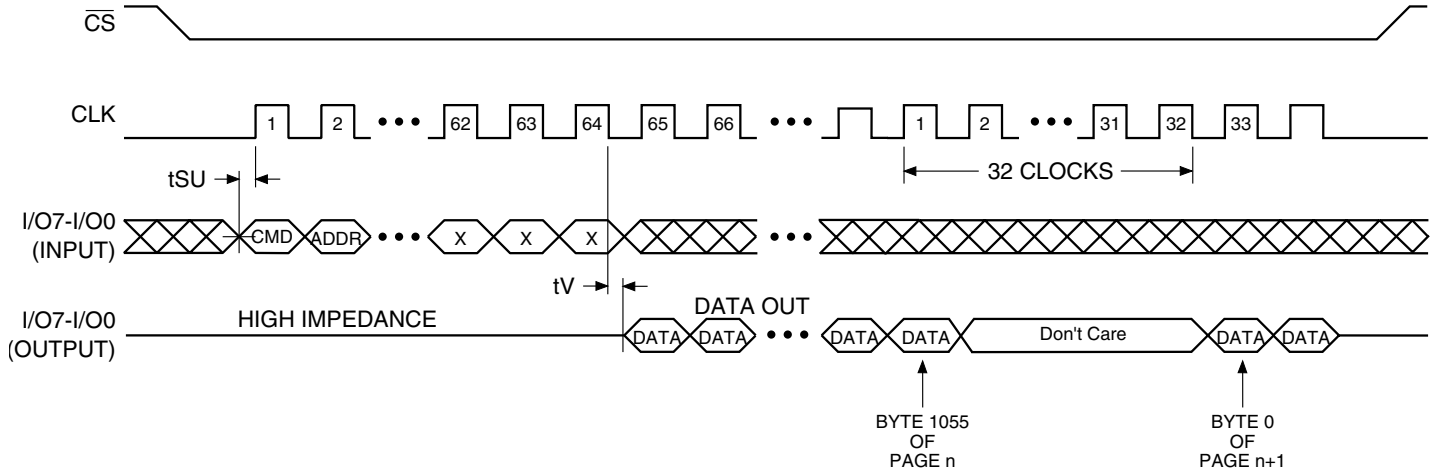 CS
CLK
1 2 ••• 62 63 64 65 66 ••• 1 2 ••• 31 32 33
tSU
32 CLOCKS
I/O7-I/O0
(INPUT)
CMD ADDR ••• X X X •••
tV
I/O7-I/O0
(OUTPUT)
HIGH IMPEDANCE
DATA OUT
DATA DATA ••• DATA DATA Don't Care DATA DATA
BYTE 1055
OF
PAGE n
BYTE 0
OF
PAGE n+1